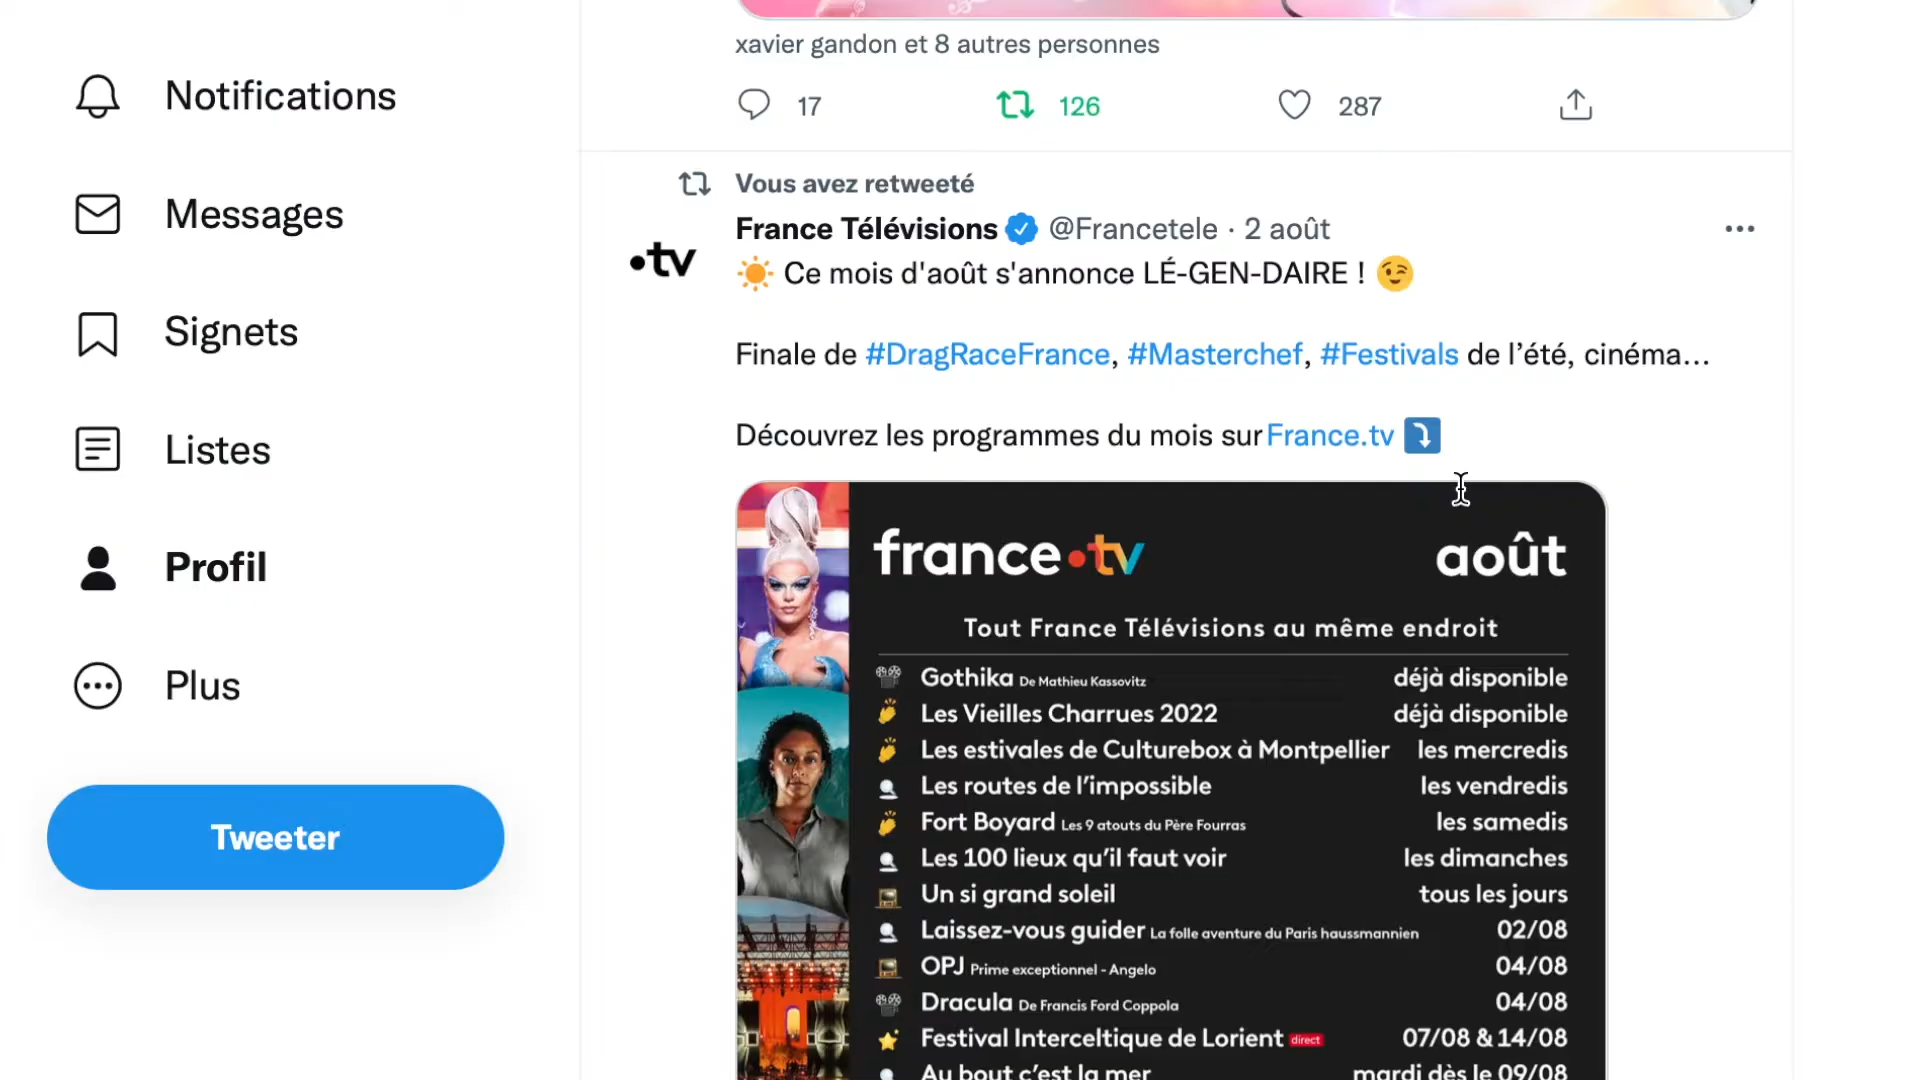 xavier gandon et 8 autres personnes
17 126 287
Notifications
Messages
Signets
Listes
Profil
Plus
Tweeter
Vous avez retweeté
France Télévisions @Francetele · 2 août
•tv
Ce mois d'août s'annonce LÉ-GEN-DAIRE !
Finale de #DragRaceFrance, #Masterchef, #Festivals de l’été, cinéma…
Découvrez les programmes du mois sur France.tv
france•tv août
Tout France Télévisions au même endroit
Gothika De Mathieu Kassovitz déjà disponible
Les Vieilles Charrues 2022 déjà disponible
Les estivales de Culturebox à Montpellier les mercredis
Les routes de l’impossible les vendredis
Fort Boyard Les 9 atouts du Père Fourras les samedis
Les 100 lieux qu’il faut voir les dimanches
Un si grand soleil tous les jours
Laissez-vous guider La folle aventure du Paris haussmannien 02/08
OPJ Prime exceptionnel - Angelo 04/08
Dracula De Francis Ford Coppola 04/08
Festival Interceltique de Lorient direct 07/08 & 14/08
Au bout c’est la mer mardi dès le 09/08